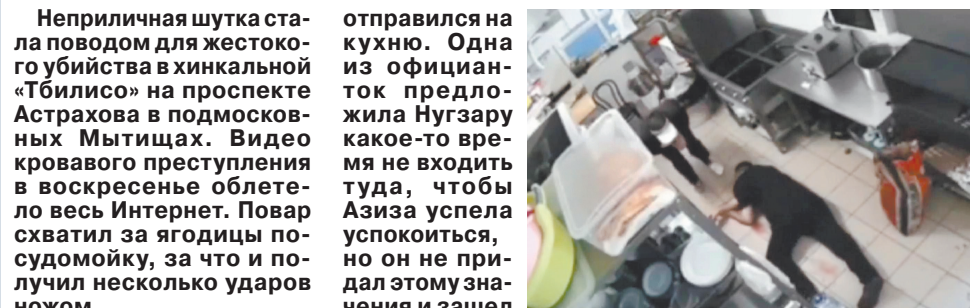 Неприличная шутка ста-
ла поводом для жестоко-
го убийства в хинкальной
«Тбилисо» на проспекте
Астрахова в подмосков-
ных Мытищах. Видео
кровавого преступления
в воскресенье облете-
ло весь Интернет. Повар
схватил за ягодицы по-
судомойку, за что и по-
лучил несколько ударов
ножом
отправился на
кухню. Одна
из официан-
ток предло-
жила Нугзару
какое-то вре-
мя не входить
туда, чтобы
Азиза успела
успокоиться,
но он не при-
дал этому зна-
чения и зашел